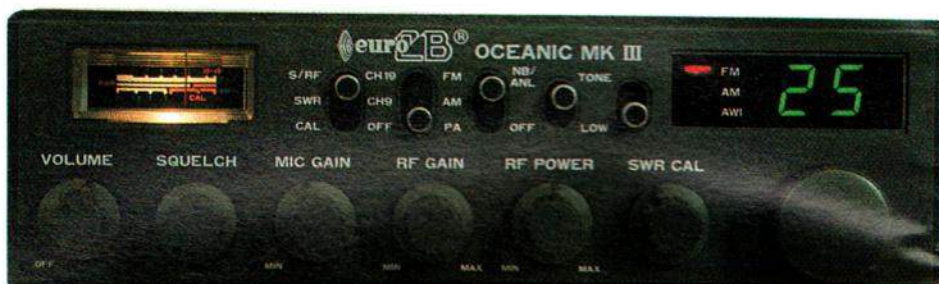 euro CB® OCEANIC MK III
S/RF CH19 FM NB/ANL TONE
SWR CH9 AM
CAL OFF PA OFF LOW
CAL
FM
AM
AWI
25
VOLUME SQUELCH MIC GAIN RF GAIN RF POWER SWR CAL
OFF MIN MIN MAX MIN MAX